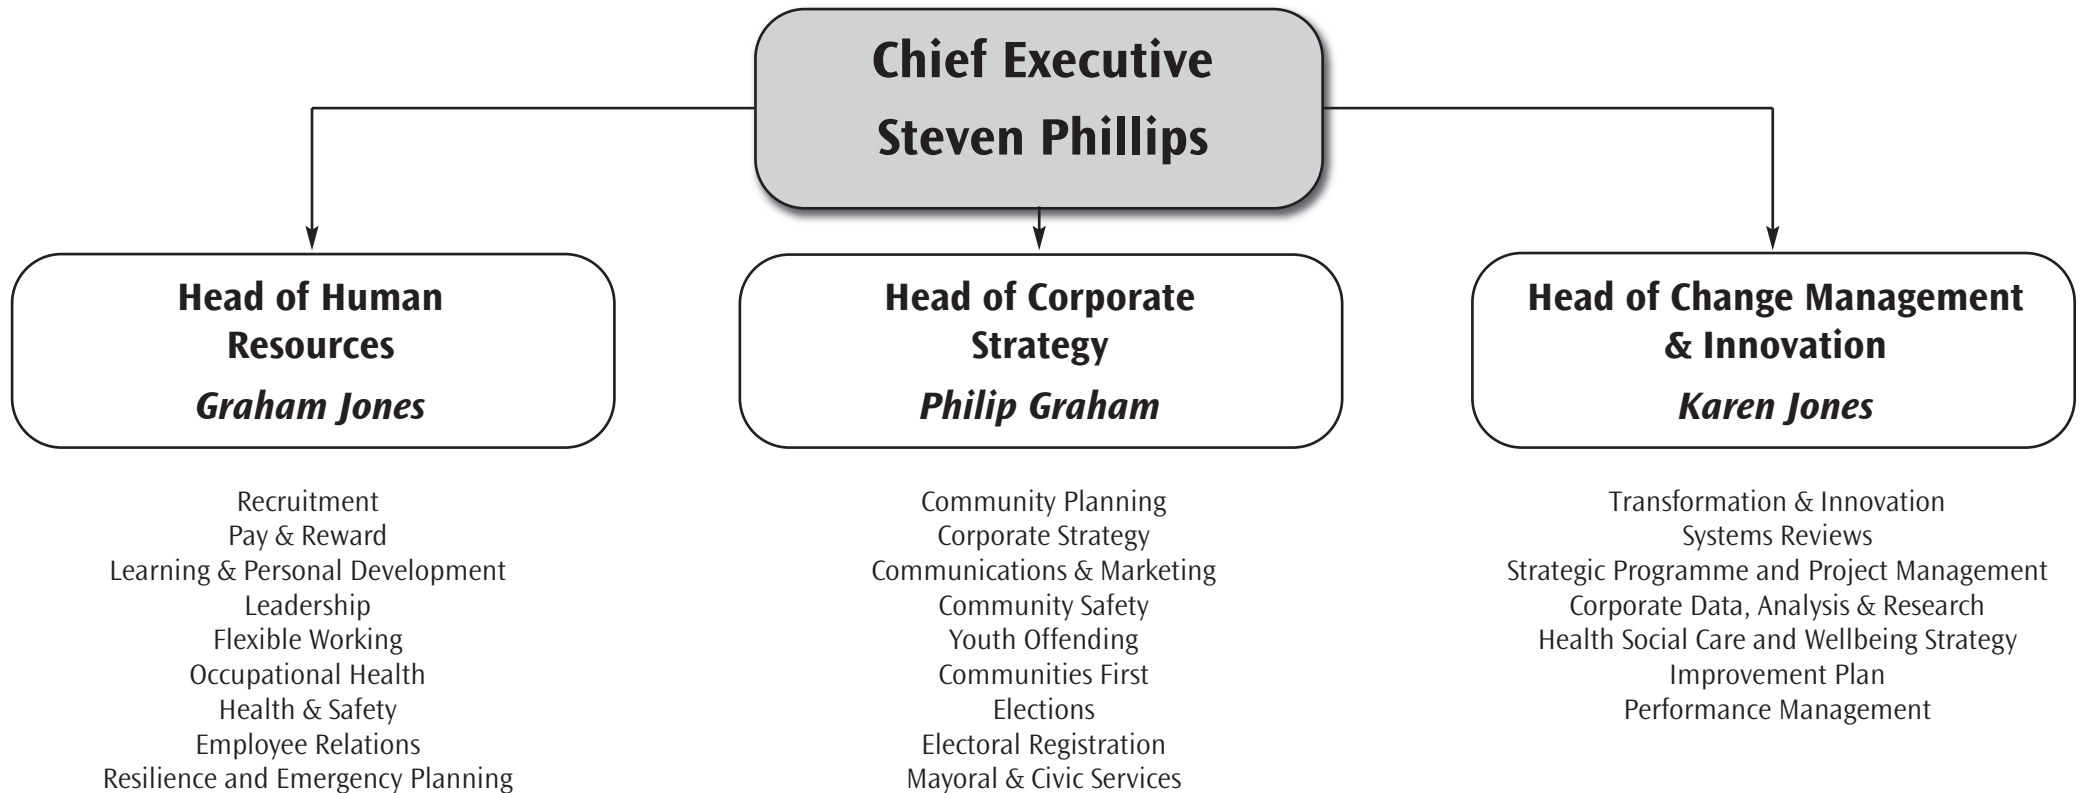 Chief Executive
Steven Phillips
Head of Human
Resources
Graham Jones
Recruitment
Pay & Reward
Learning & Personal Development
Leadership
Flexible Working
Occupational Health
Health & Safety
Employee Relations
Resilience and Emergency Planning
Head of Corporate
Strategy
Philip Graham
Community Planning
Corporate Strategy
Communications & Marketing
Community Safety
Youth Offending
Communities First
Elections
Electoral Registration
Mayoral & Civic Services
Head of Change Management
& Innovation
Karen Jones
Transformation & Innovation
Systems Reviews
Strategic Programme and Project Management
Corporate Data, Analysis & Research
Health Social Care and Wellbeing Strategy
Improvement Plan
Performance Management